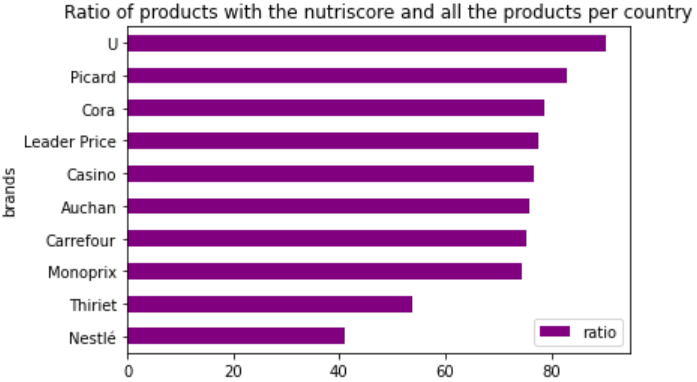 Ratio of products with the nutriscore and all the products per country
brands
U
Picard
Cora
Leader Price
Casino
Auchan
Carrefour
Monoprix
Thiriet
Nestlé
ratio
0 20 40 60 80